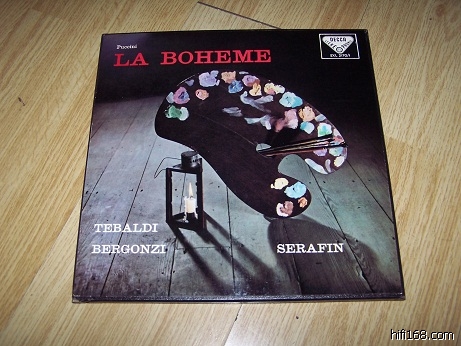 Puccini
LA BOHEME
DECCA
TEBALDI
BERGONZI
SERAFIN
hifi168.com